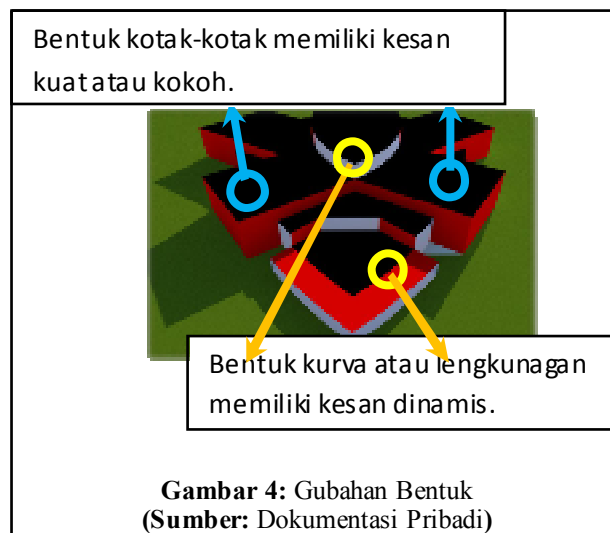 Bentuk kotak-kotak memiliki kesan
kuat atau kokoh.
Bentuk kurva atau lengkunagan
memiliki kesan dinamis.
Gambar 4: Gubahan Bentuk
(Sumber: Dokumentasi Pribadi)